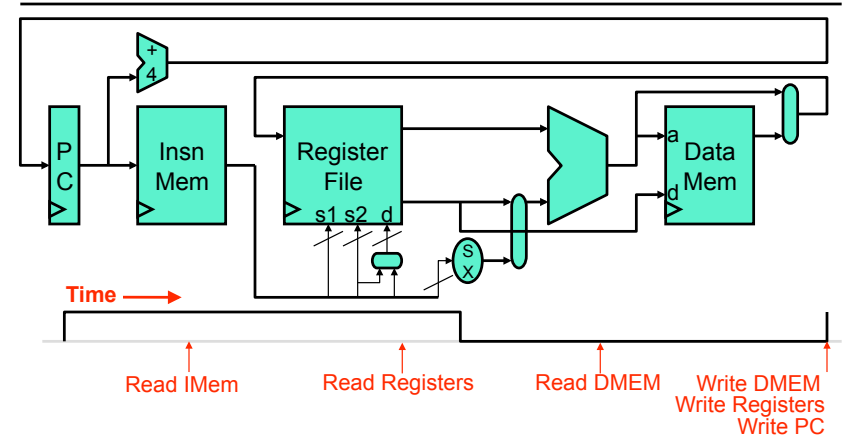 +
4
P
C
Insn
Mem
Register
File
s1 s2 d
a
Data
Mem
d
S
X
Time
Read IMem
Read Registers
Read DMEM
Write DMEM
Write Registers
Write PC